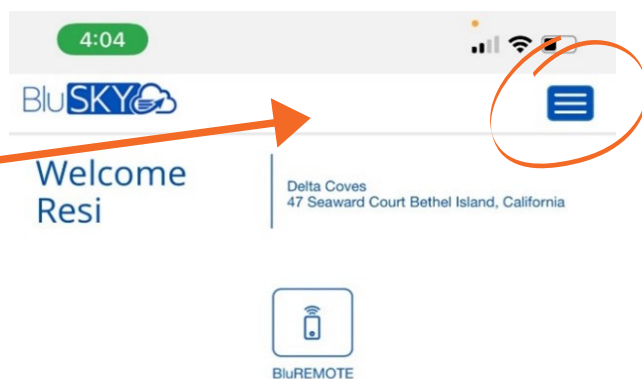 4:04
BluSKY
Welcome
Resi
Delta Coves
47 Seaward Court Bethel Island, California
BluREMOTE